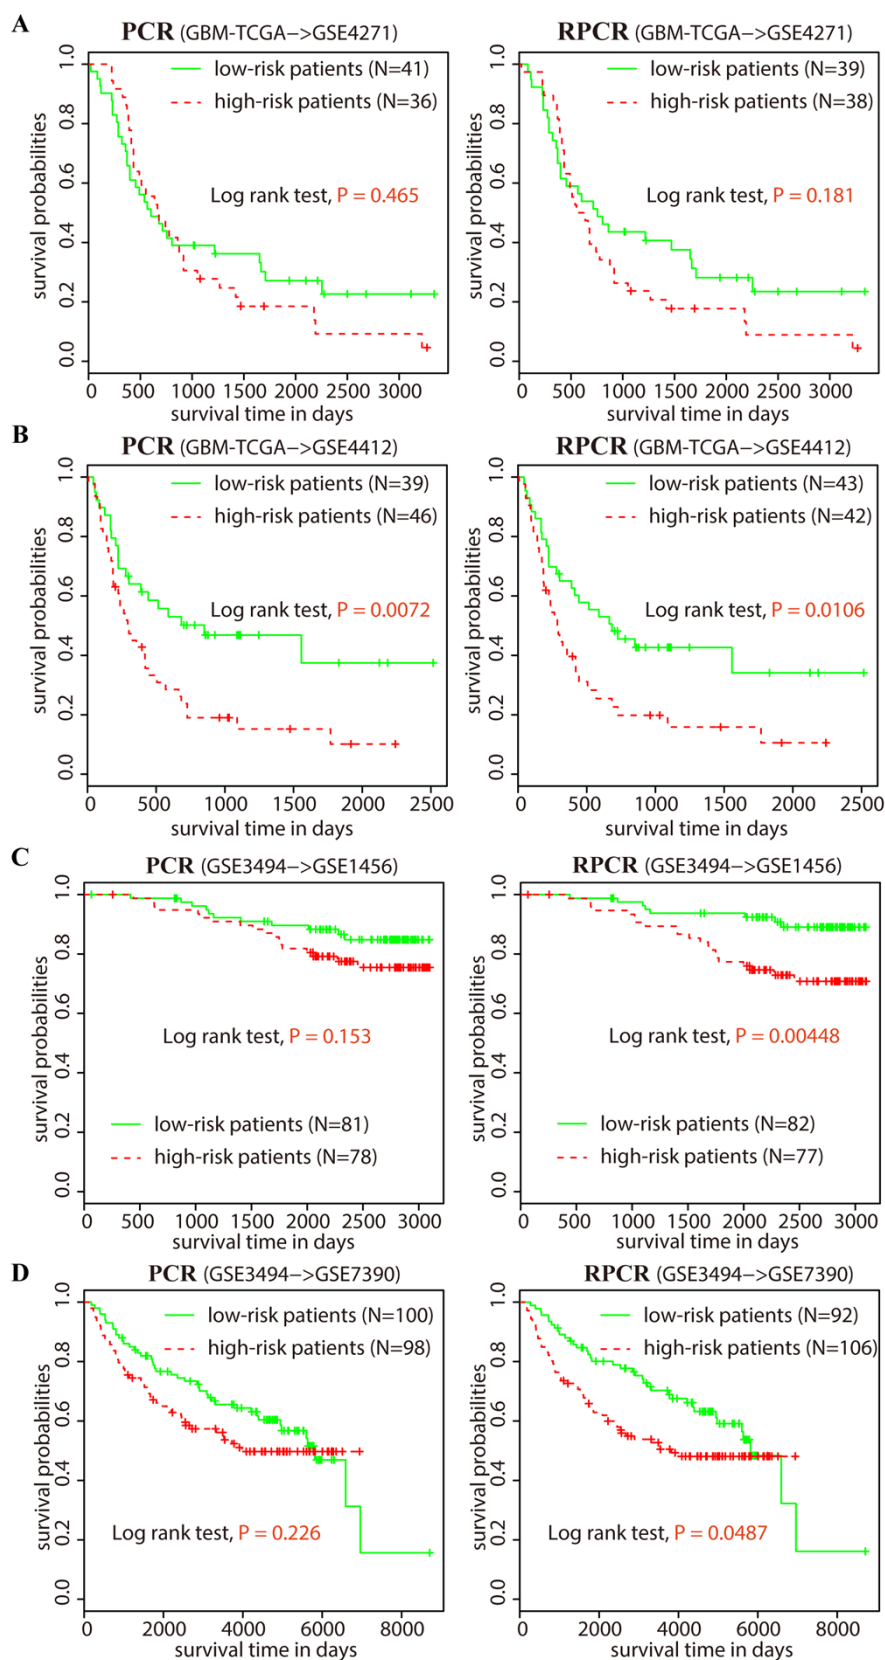 A
PCR (GBM-TCGA−>GSE4271)
low-risk patients (N=41)
high-risk patients (N=36)
Log rank test, P = 0.465
survival probabilities
0.0 0.2 0.4 0.6 0.8 1.0
0 500 1000 1500 2000 2500 3000
survival time in days
RPCR (GBM-TCGA−>GSE4271)
low-risk patients (N=39)
high-risk patients (N=38)
Log rank test, P = 0.181
survival probabilities
0.0 0.2 0.4 0.6 0.8 1.0
0 500 1000 1500 2000 2500 3000
survival time in days
B
PCR (GBM-TCGA−>GSE4412)
low-risk patients (N=39)
high-risk patients (N=46)
Log rank test, P = 0.0072
survival probabilities
0.0 0.2 0.4 0.6 0.8 1.0
0 500 1000 1500 2000 2500
survival time in days
RPCR (GBM-TCGA−>GSE4412)
low-risk patients (N=43)
high-risk patients (N=42)
Log rank test, P = 0.0106
survival probabilities
0.0 0.2 0.4 0.6 0.8 1.0
0 500 1000 1500 2000 2500
survival time in days
C
PCR (GSE3494−>GSE1456)
Log rank test, P = 0.153
low-risk patients (N=81)
high-risk patients (N=78)
survival probabilities
0.0 0.2 0.4 0.6 0.8 1.0
0 500 1000 1500 2000 2500 3000
survival time in days
RPCR (GSE3494−>GSE1456)
Log rank test, P = 0.00448
low-risk patients (N=82)
high-risk patients (N=77)
survival probabilities
0.0 0.2 0.4 0.6 0.8 1.0
0 500 1000 1500 2000 2500 3000
survival time in days
D
PCR (GSE3494−>GSE7390)
low-risk patients (N=100)
high-risk patients (N=98)
Log rank test, P = 0.226
survival probabilities
0.0 0.2 0.4 0.6 0.8 1.0
0 2000 4000 6000 8000
survival time in days
RPCR (GSE3494−>GSE7390)
low-risk patients (N=92)
high-risk patients (N=106)
Log rank test, P = 0.0487
survival probabilities
0.0 0.2 0.4 0.6 0.8 1.0
0 2000 4000 6000 8000
survival time in days